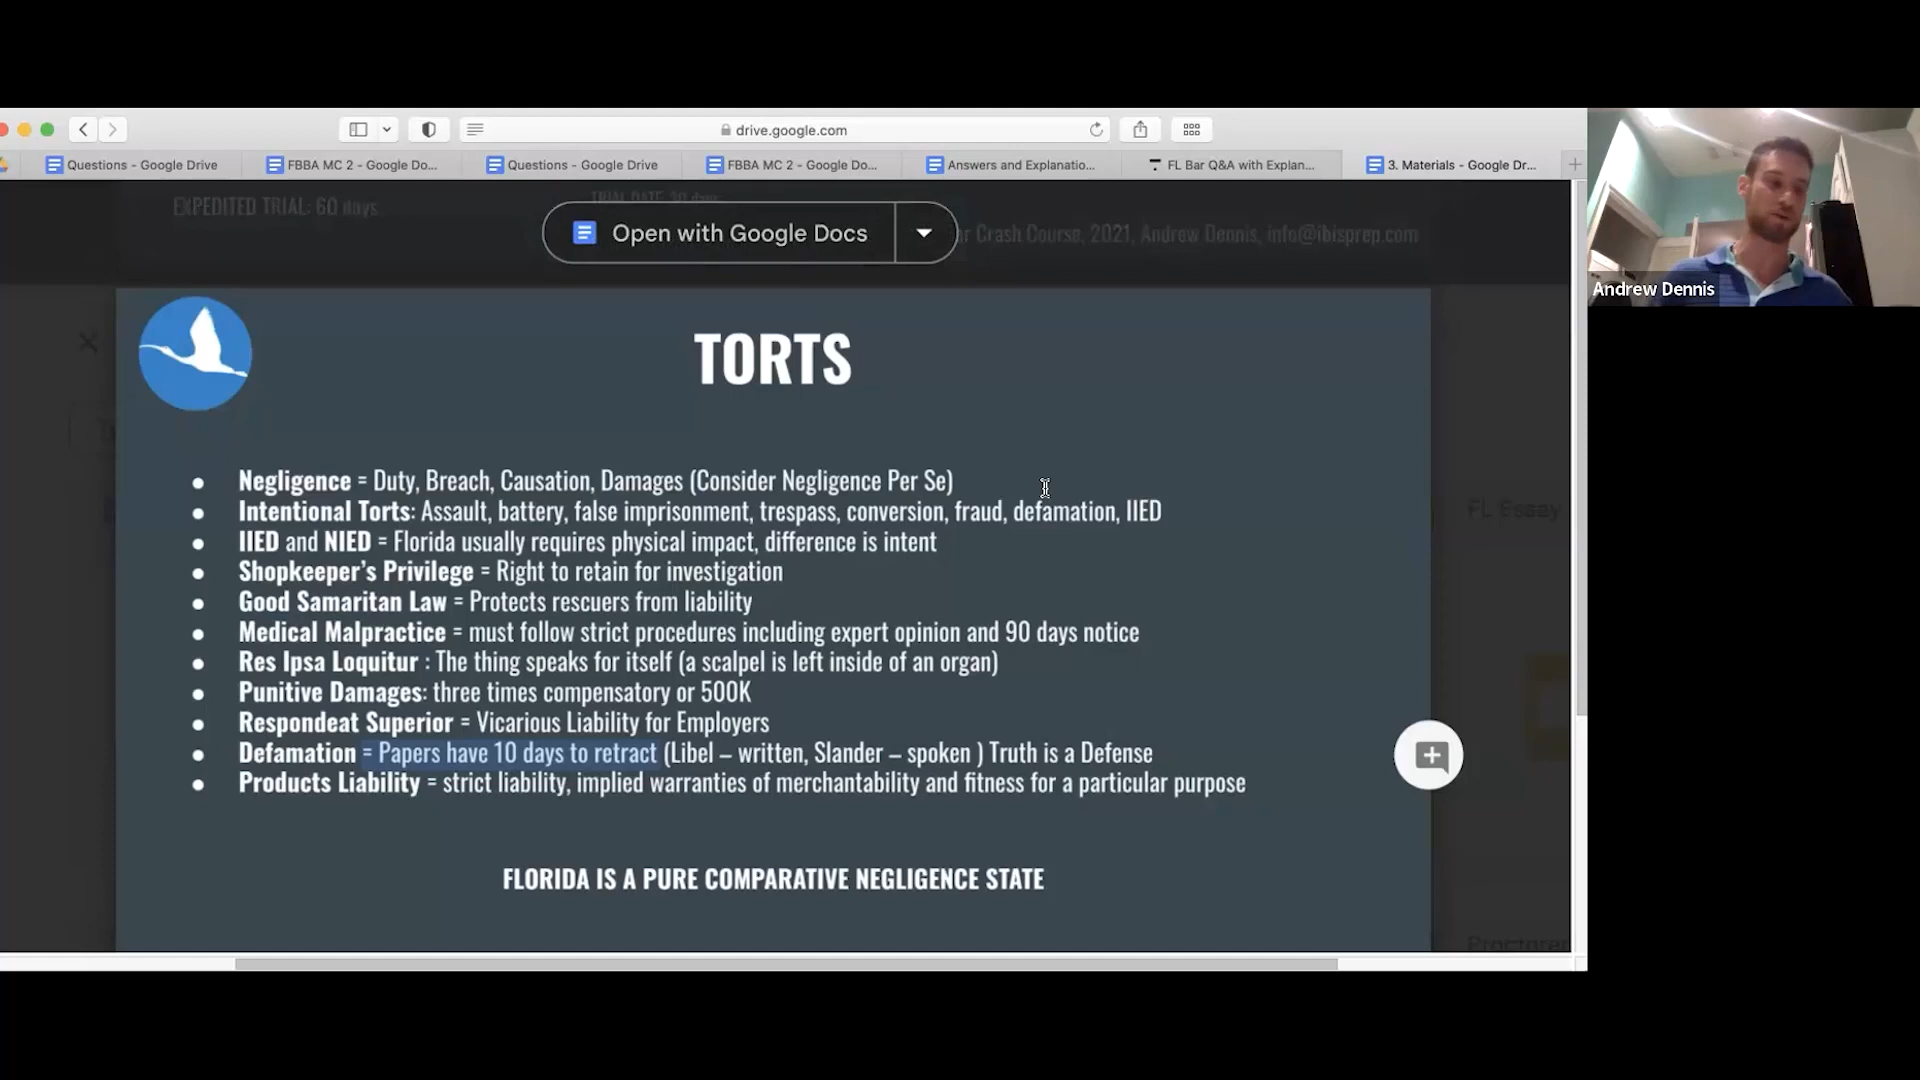 drive.google.com
Questions - Google Drive
FBBA MC 2 - Google Do...
Questions - Google Drive
FBBA MC 2 - Google Do...
Answers and Explanatio...
FL Bar Q&A with Explan...
3. Materials - Google Dr...
EXPEDITED TRIAL: 60 days
TRIAL DATE 30 days
Open with Google Docs
Crash Course, 2021, Andrew Dennis, info@ibisprep.com
Andrew Dennis
TORTS
Negligence = Duty, Breach, Causation, Damages (Consider Negligence Per Se)
Intentional Torts: Assault, battery, false imprisonment, trespass, conversion, fraud, defamation, IIED
FL Essay
IIED and NIED = Florida usually requires physical impact, difference is intent
Shopkeeper's Privilege = Right to retain for investigation
Good Samaritan Law = Protects rescuers from liability
Medical Malpractice = must follow strict procedures including expert opinion and 90 days notice
Res Ipsa Loquitur : The thing speaks for itself (a scalpel is left inside of an organ)
Punitive Damages: three times compensatory or 500K
Respondeat Superior = Vicarious Liability for Employers
Defamation = Papers have 10 days to retract (Libel – written, Slander – spoken ) Truth is a Defense
Products Liability = strict liability, implied warranties of merchantability and fitness for a particular purpose
FLORIDA IS A PURE COMPARATIVE NEGLIGENCE STATE